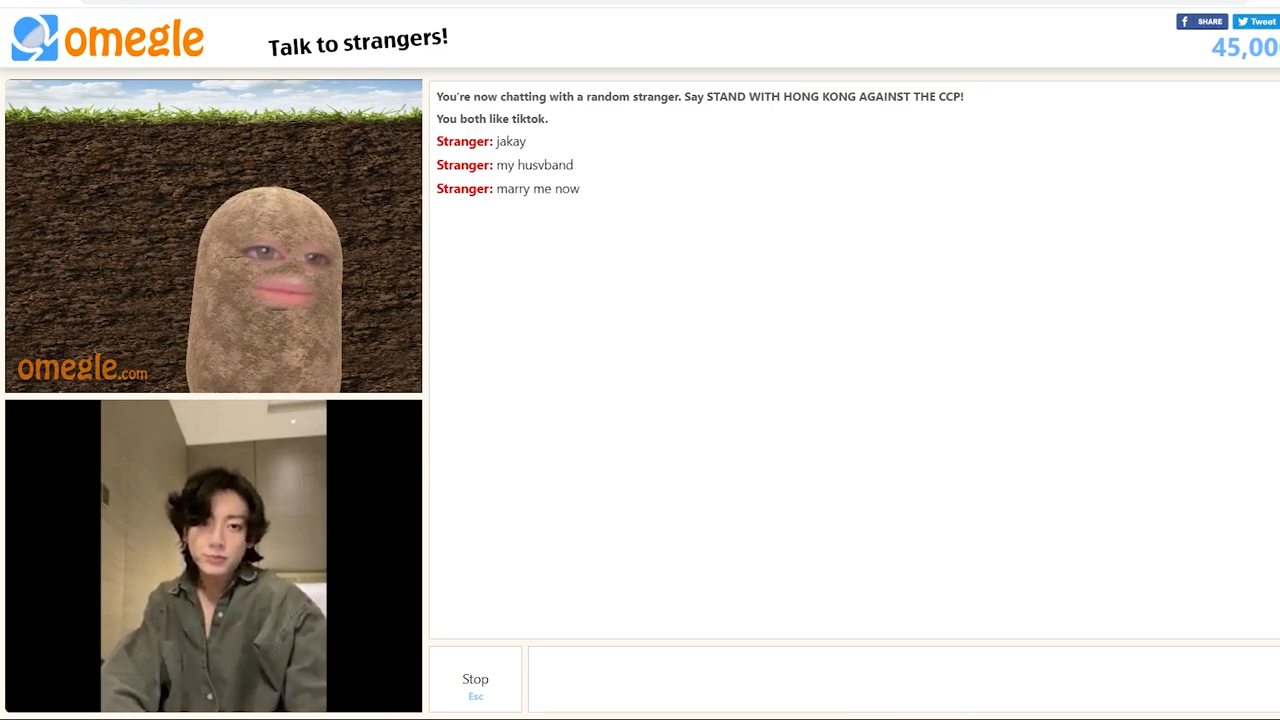 omegle
Talk to strangers!
SHARE
Tweet
45,00
You're now chatting with a random stranger. Say STAND WITH HONG KONG AGAINST THE CCP!
You both like tiktok.
Stranger: jakay
Stranger: my husvband
Stranger: marry me now
omegle.com
Stop
Esc